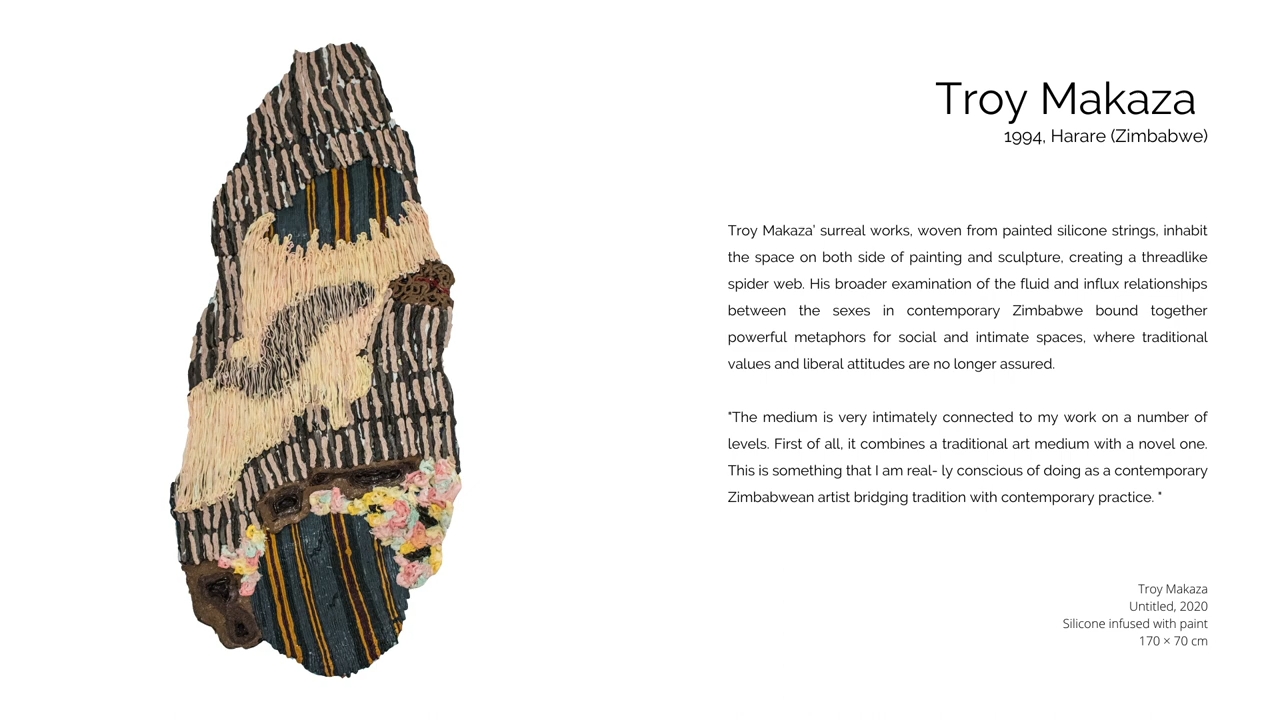 Troy Makaza
1994, Harare (Zimbabwe)
Troy Makaza' surreal works, woven from painted silicone strings, inhabit
the space on both side of painting and sculpture, creating a threadlike
spider web. His broader examination of the fluid and influx relationships
between the sexes in contemporary Zimbabwe bound together
powerful metaphors for social and intimate spaces, where traditional
values and liberal attitudes are no longer assured.
"The medium is very intimately connected to my work on a number of
levels. First of all, it combines a traditional art medium with a novel one.
This is something that I am real- ly conscious of doing as a contemporary
Zimbabwean artist bridging tradition with contemporary practice. "
Troy Makaza
Untitled, 2020
Silicone infused with paint
170 × 70 cm